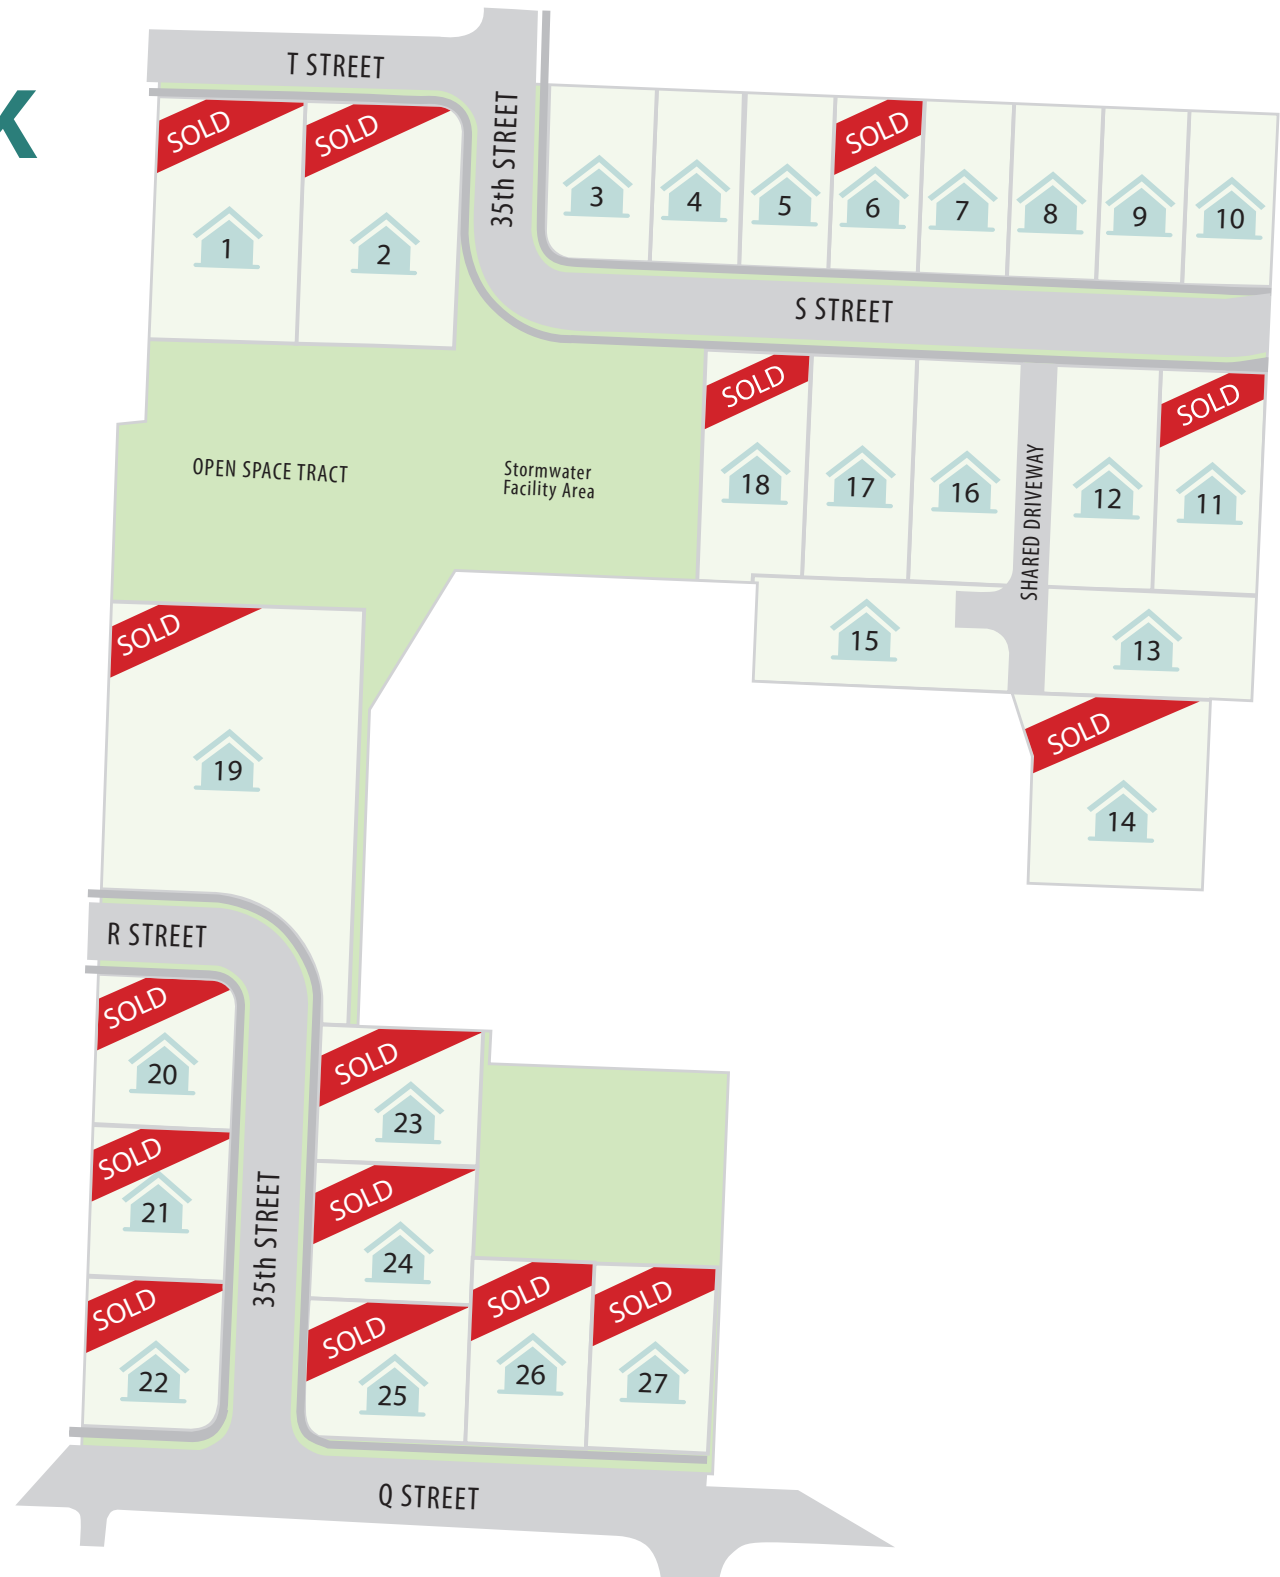 K
T STREET
35th STREET
SOLD
1
SOLD
2
3
4
5
SOLD
6
7
8
9
10
S STREET
OPEN SPACE TRACT
Stormwater
Facility Area
SOLD
18
17
16
SHARED DRIVEWAY
12
SOLD
11
15
13
SOLD
14
SOLD
19
R STREET
SOLD
20
SOLD
21
SOLD
22
35th STREET
SOLD
23
SOLD
24
SOLD
25
SOLD
26
SOLD
27
Q STREET